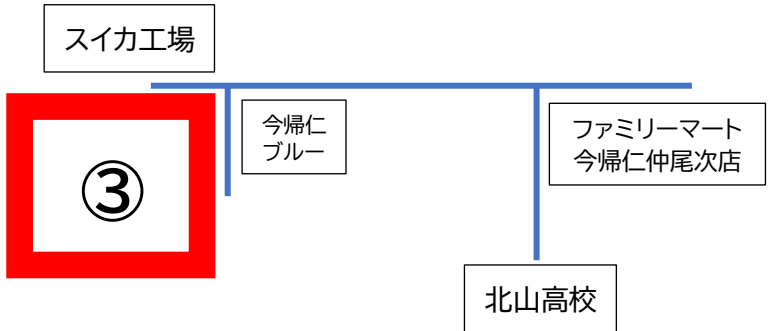 スイカ工場
今帰仁
ブルー
ファミリーマート
今帰仁仲尾次店
③
北山高校